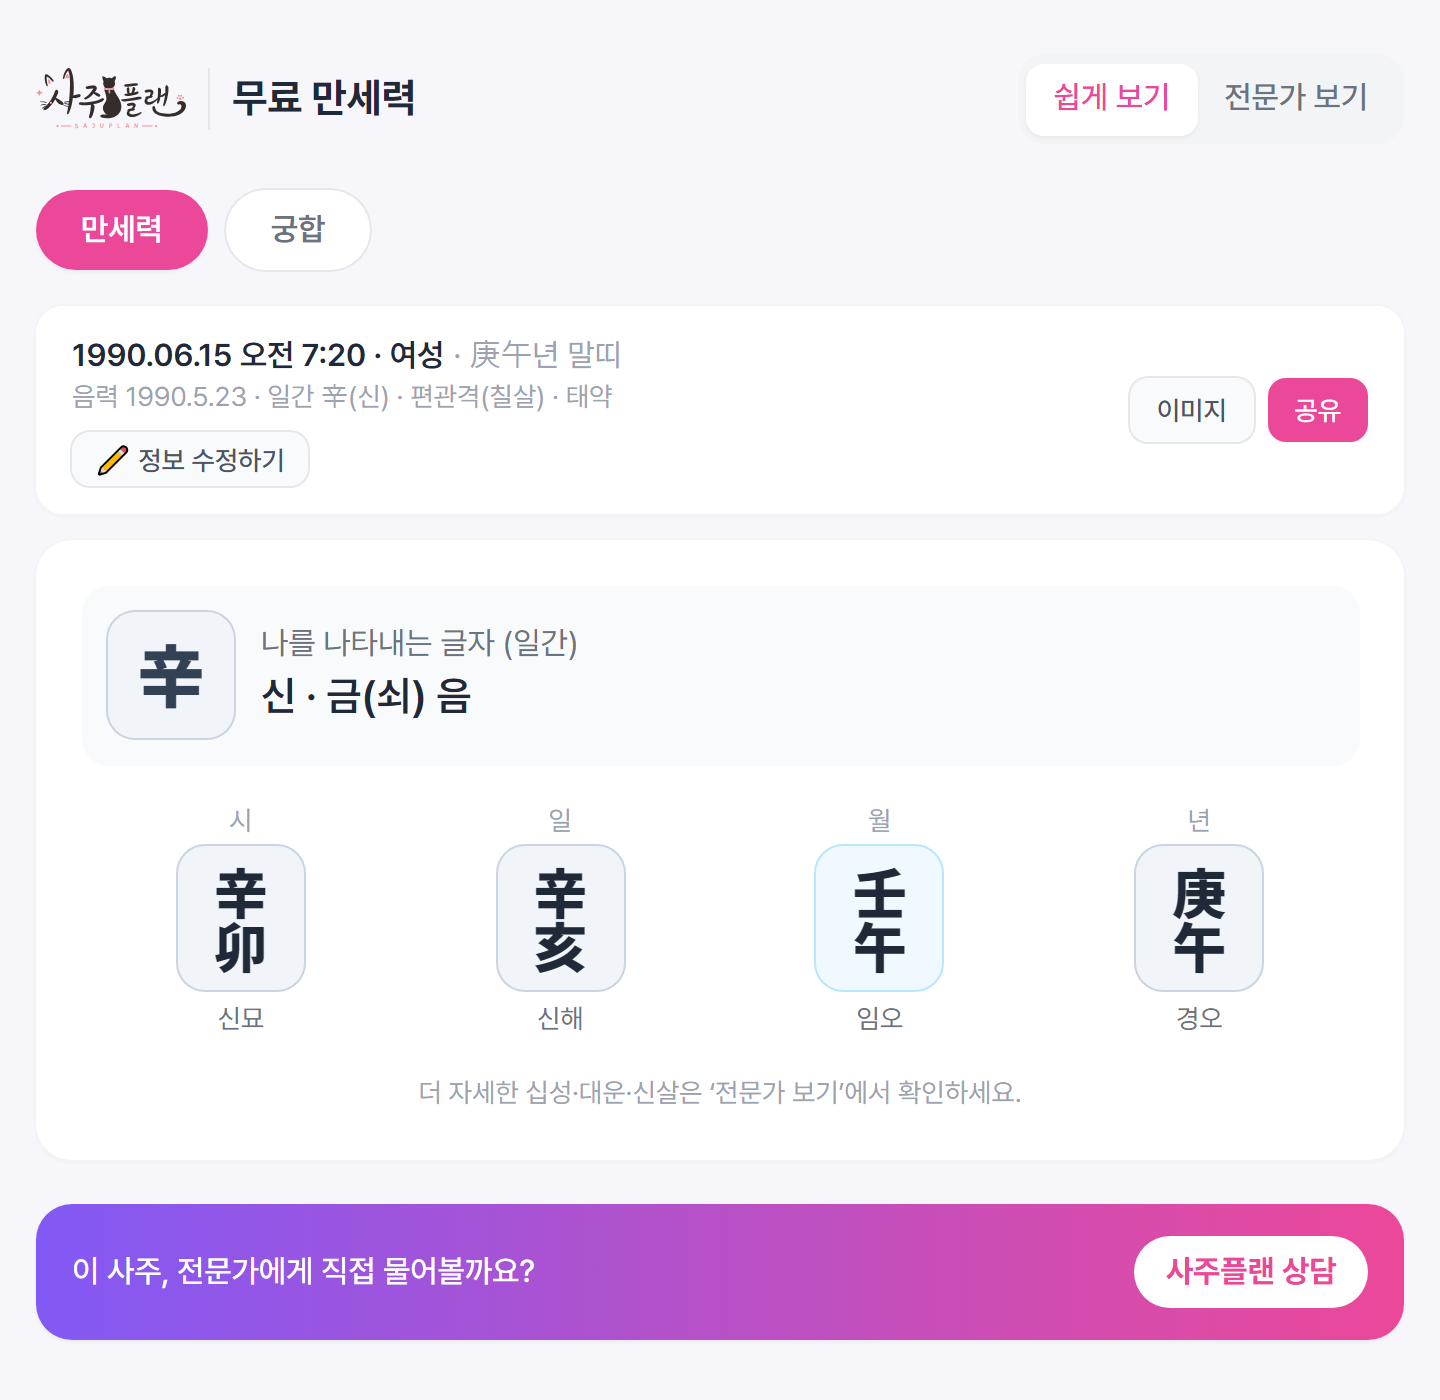 사주플랜
SAJUPLAN
무료 만세력
쉽게 보기
전문가 보기
만세력
궁합
1990.06.15 오전 7:20 · 여성 · 庚午년 말띠
음력 1990.5.23 · 일간 辛(신) · 편관격(칠살) · 태약
정보 수정하기
이미지
공유
辛
나를 나타내는 글자 (일간)
신 · 금(쇠) 음
시
일
월
년
辛
卯
辛
亥
壬
午
庚
午
신묘
신해
임오
경오
더 자세한 십성·대운·신살은 ‘전문가 보기’에서 확인하세요.
이 사주, 전문가에게 직접 물어볼까요?
사주플랜 상담